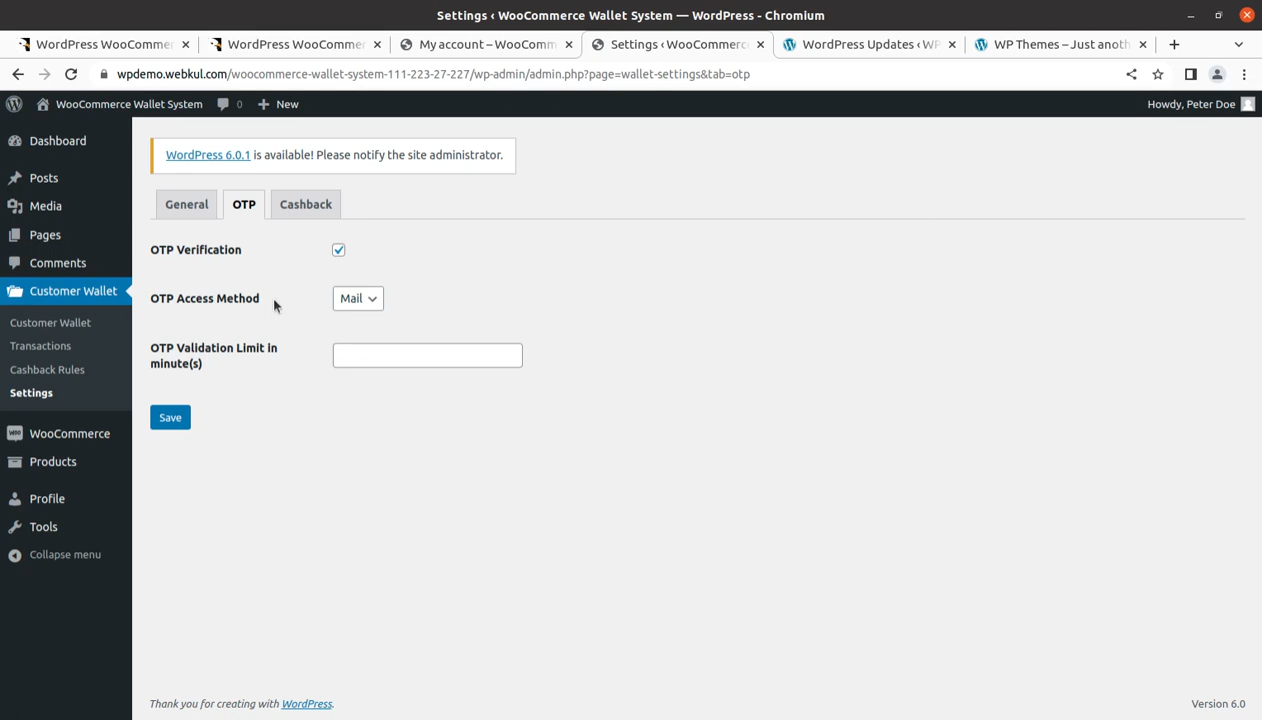 Settings ‹ WooCommerce Wallet System — WordPress - Chromium
WordPress WooCommer
WordPress WooComme
My account – WooComm
Settings ‹ WooCommerc
WordPress Updates ‹ WP
WP Themes – Just anoth
wpdemo.webkul.com/woocommerce-wallet-system-111-223-27-227/wp-admin/admin.php?page=wallet-settings&tab=otp
WooCommerce Wallet System
0
New
Howdy, Peter Doe
Dashboard
Posts
Media
Pages
Comments
Customer Wallet
Customer Wallet
Transactions
Cashback Rules
Settings
WooCommerce
Products
Profile
Tools
Collapse menu
WordPress 6.0.1 is available! Please notify the site administrator.
General
OTP
Cashback
OTP Verification
OTP Access Method
Mail
OTP Validation Limit in
minute(s)
Save
Thank you for creating with WordPress.
Version 6.0